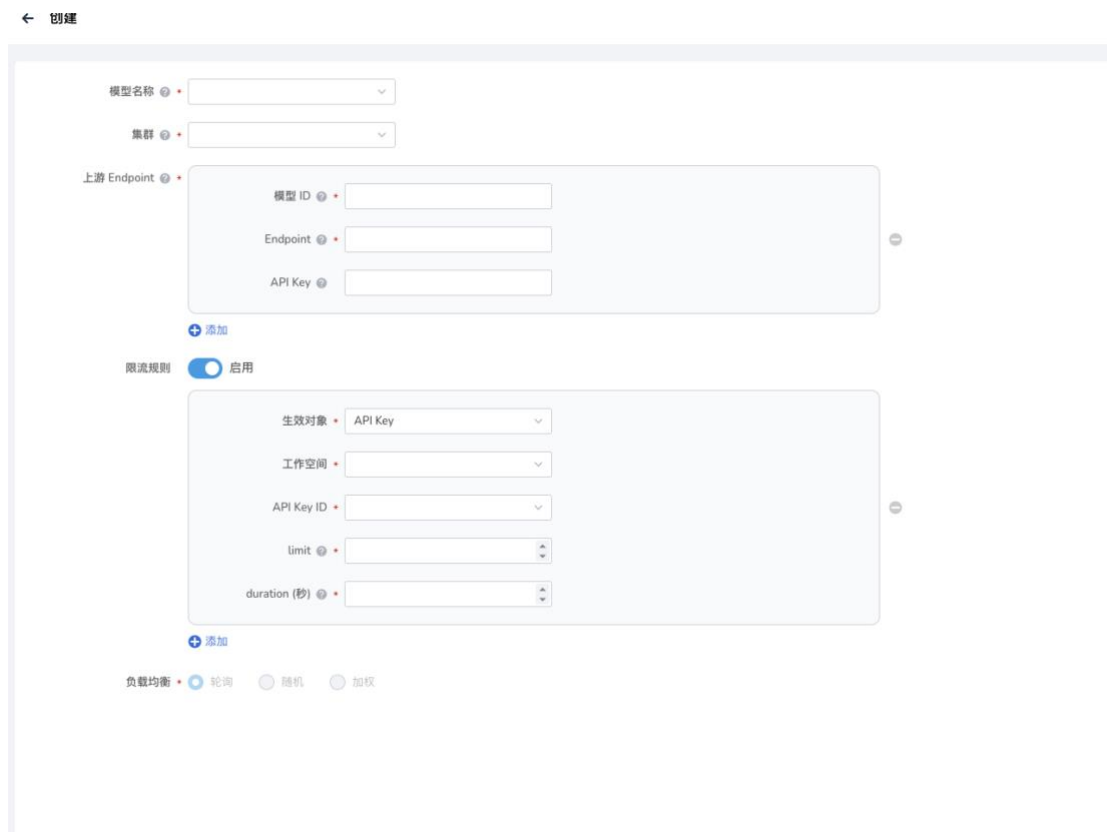 创建
模型名称 *
集群 *
上游 Endpoint *
模型 ID *
Endpoint *
API Key
添加
限流规则 启用
生效对象 * API Key
工作空间 *
API Key ID *
limit *
duration (秒) *
添加
负载均衡 * 轮询 随机 加权